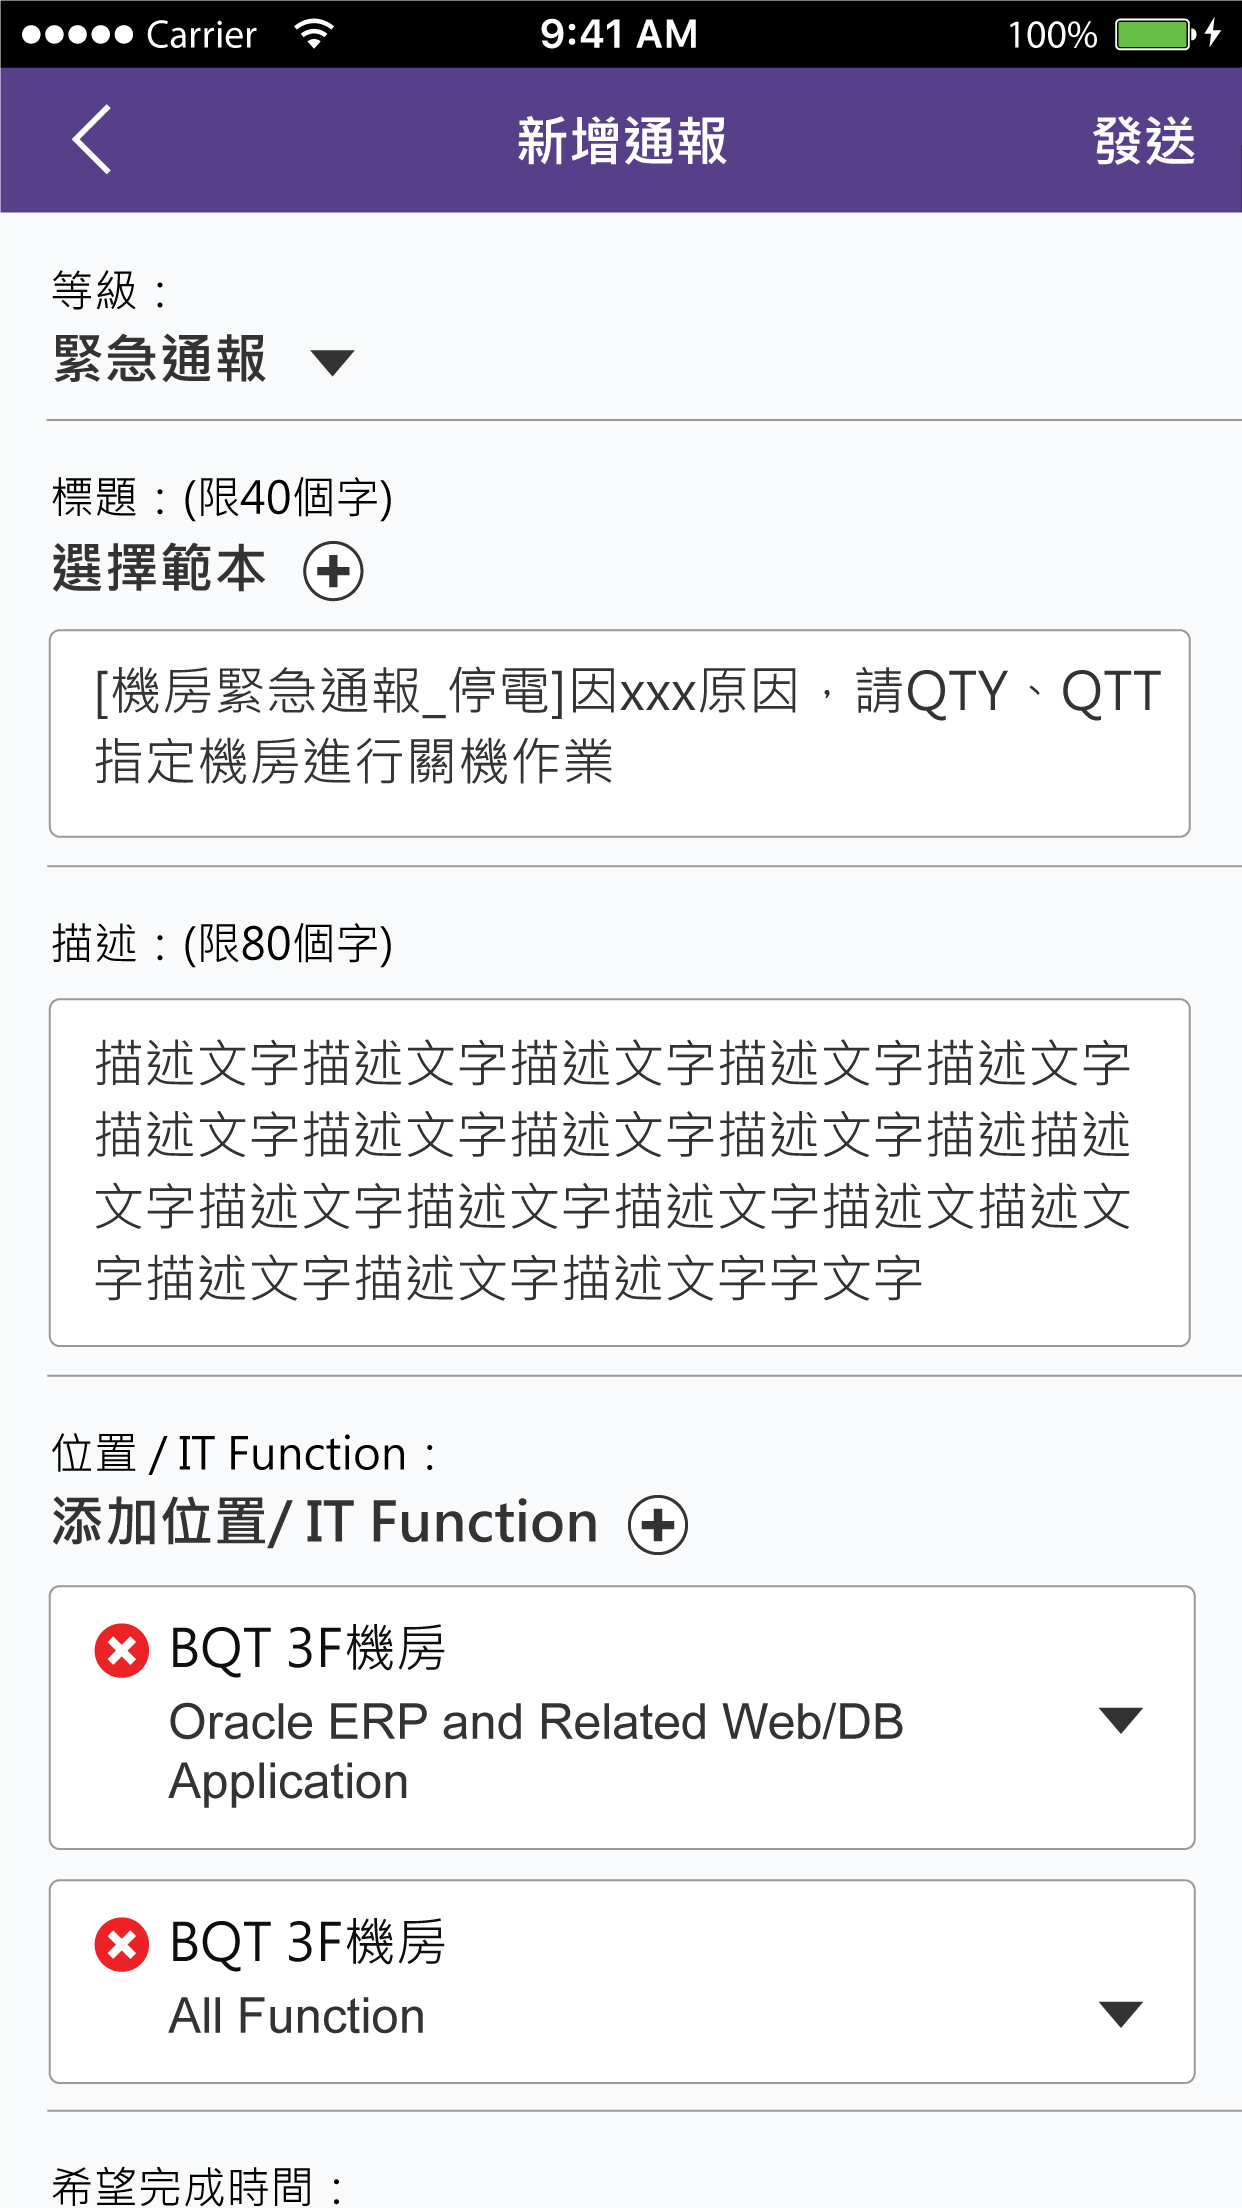 Carrier 9:41 AM 100%
新增通報 發送
等級：
緊急通報
標題：(限40個字)
選擇範本
[機房緊急通報_停電]因xxx原因，請QTY、QTT
指定機房進行關機作業
描述：(限80個字)
描述文字描述文字描述文字描述文字描述文字
描述文字描述文字描述文字描述文字描述描述
文字描述文字描述文字描述文字描述文描述文
字描述文字描述文字描述文字字文字
位置 / IT Function：
添加位置/ IT Function
BQT 3F機房
Oracle ERP and Related Web/DB
Application
BQT 3F機房
All Function
希望完成時間：